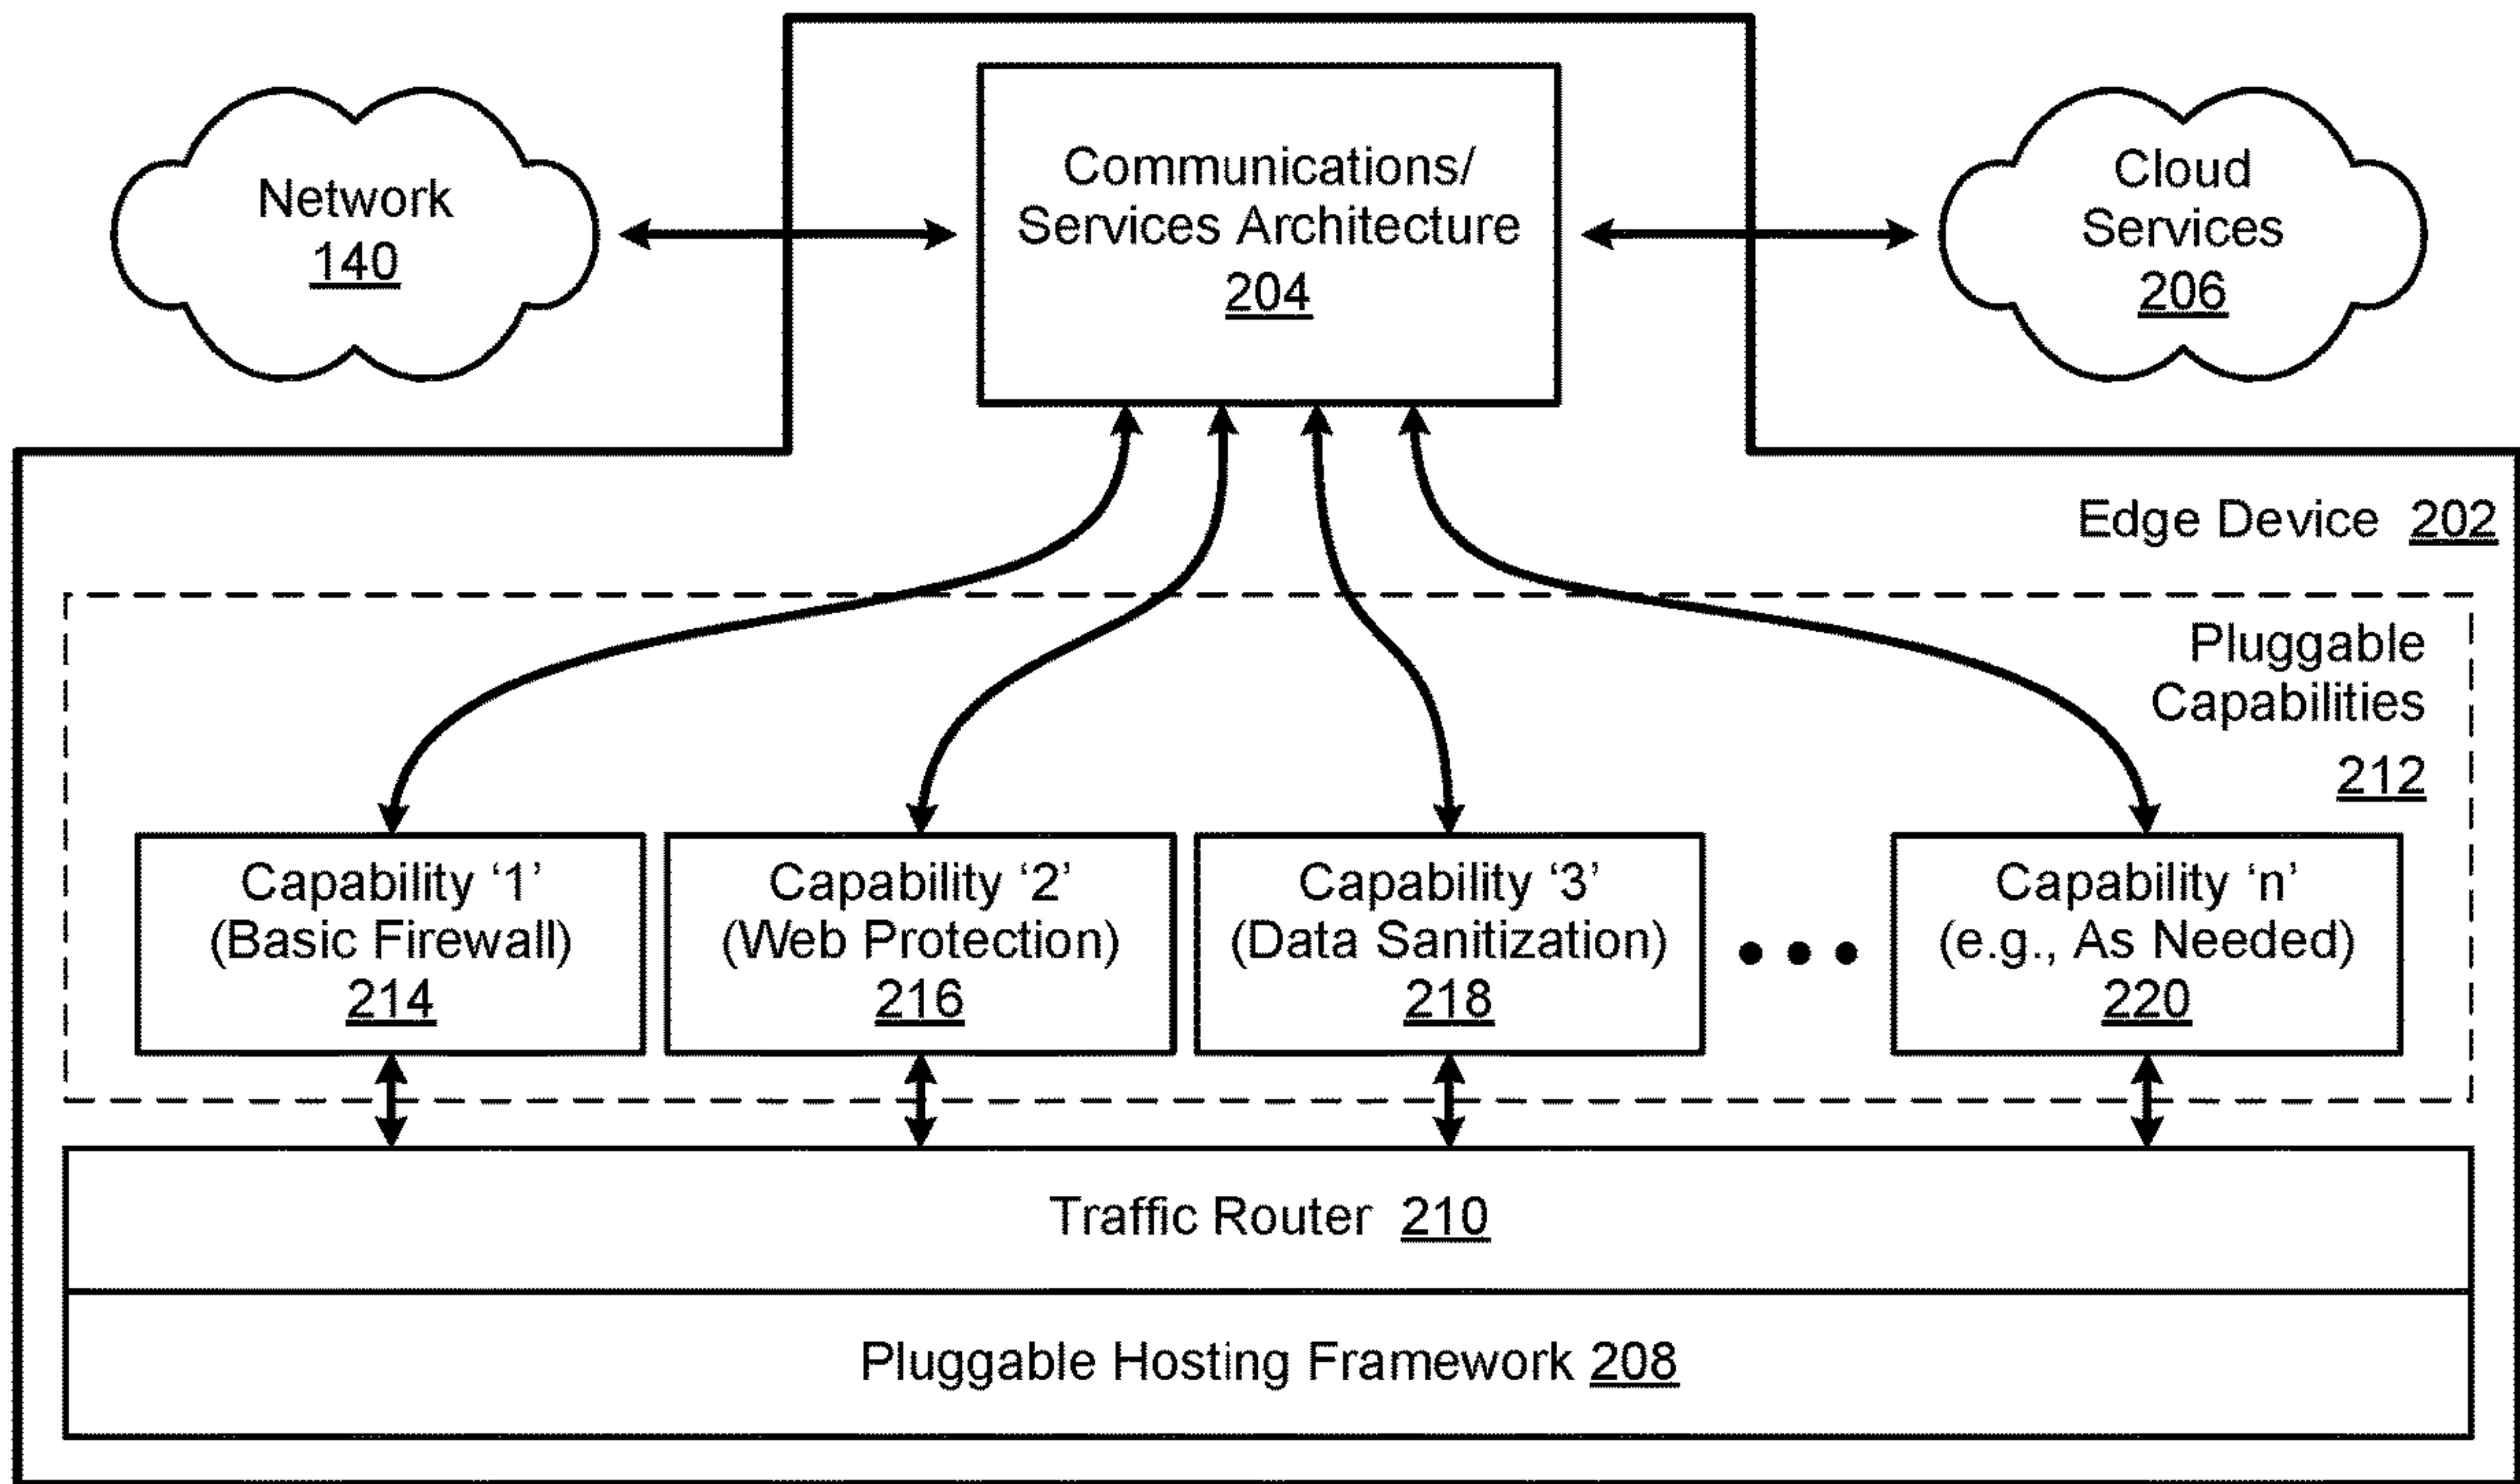 Network
140
Communications/
Services Architecture
204
Cloud
Services
206
Edge Device 202
Pluggable
Capabilities
212
Capability ‘1’
(Basic Firewall)
214
Capability ‘2’
(Web Protection)
216
Capability ‘3’
(Data Sanitization)
218
Capability ‘n’
(e.g., As Needed)
220
Traffic Router 210
Pluggable Hosting Framework 208